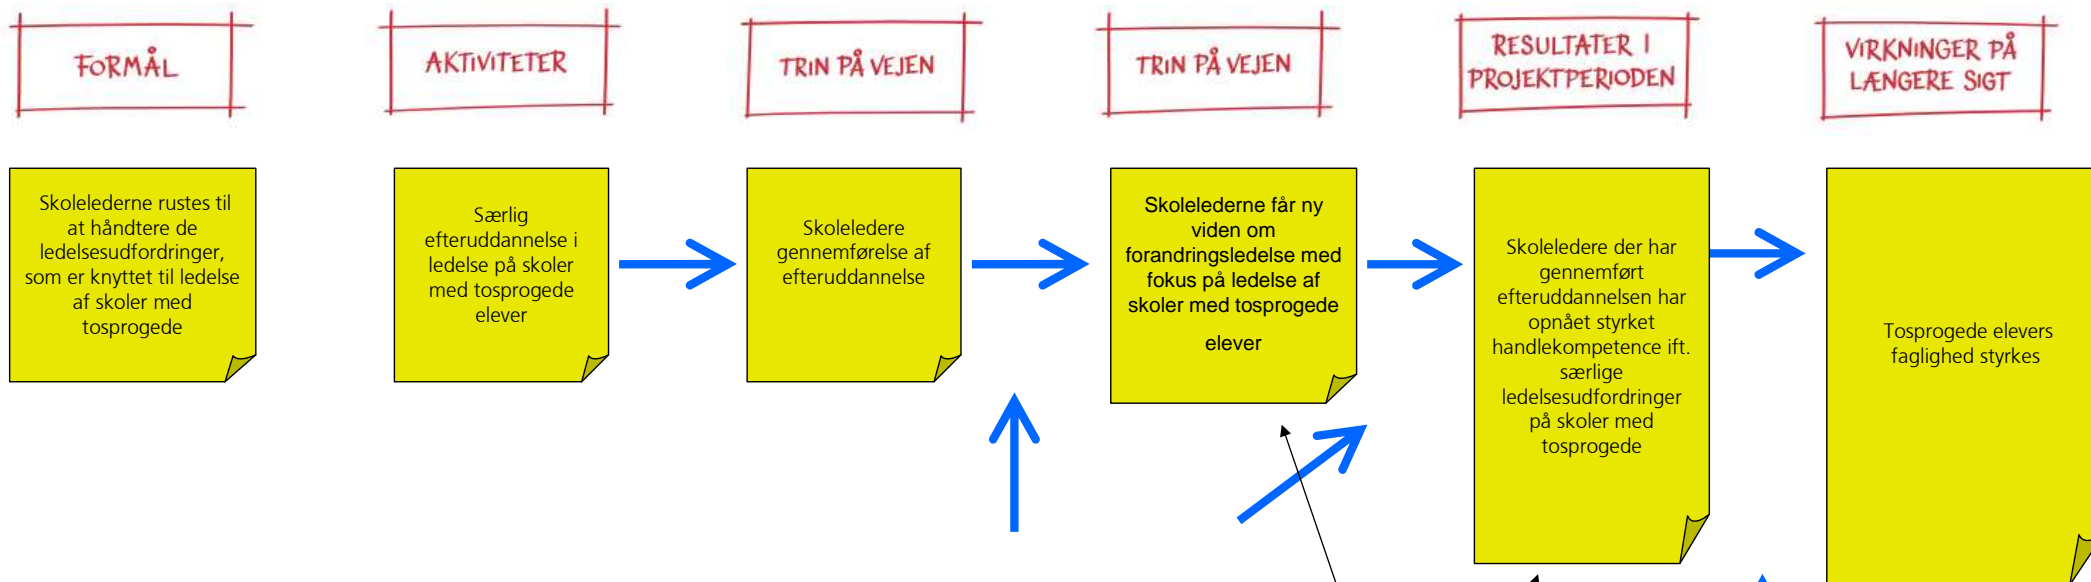 FORMÅL
AKTIVITETER
TRIN PÅ VEJEN
TRIN PÅ VEJEN
RESULTATER I
PROJEKTPERIODEN
VIRKNINGER PÅ
LÆNGERE SIGT
Skolelederne rustes til
at håndtere de
ledelsesudfordringer,
som er knyttet til ledelse
af skoler med
tosprogede
Særlig
efteruddannelse i
ledelse på skoler
med tosprogede
elever
Skoleledere
gennemførelse af
efteruddannelse
Skolelederne får ny
viden om
forandringsledelse med
fokus på ledelse af
skoler med tosprogede
elever
Skoleledere der har
gennemført
efteruddannelsen har
opnået styrket
handlekompetence ift.
særlige
ledelsesudfordringer
på skoler med
tosprogede
Tosprogede elevers
faglighed styrkes